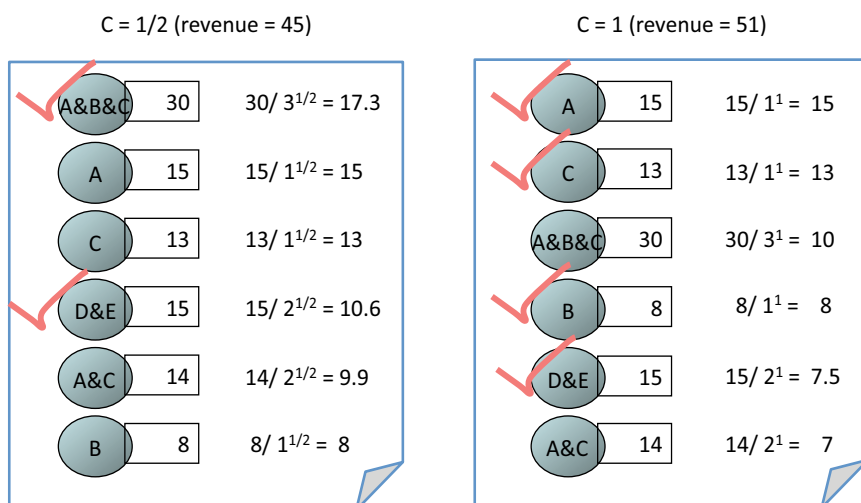 C = 1/2 (revenue = 45)
A&B&C 30 30/ 3^1/2 = 17.3
A 15 15/ 1^1/2 = 15
C 13 13/ 1^1/2 = 13
D&E 15 15/ 2^1/2 = 10.6
A&C 14 14/ 2^1/2 = 9.9
B 8 8/ 1^1/2 = 8
C = 1 (revenue = 51)
A 15 15/ 1^1 = 15
C 13 13/ 1^1 = 13
A&B&C 30 30/ 3^1 = 10
B 8 8/ 1^1 = 8
D&E 15 15/ 2^1 = 7.5
A&C 14 14/ 2^1 = 7